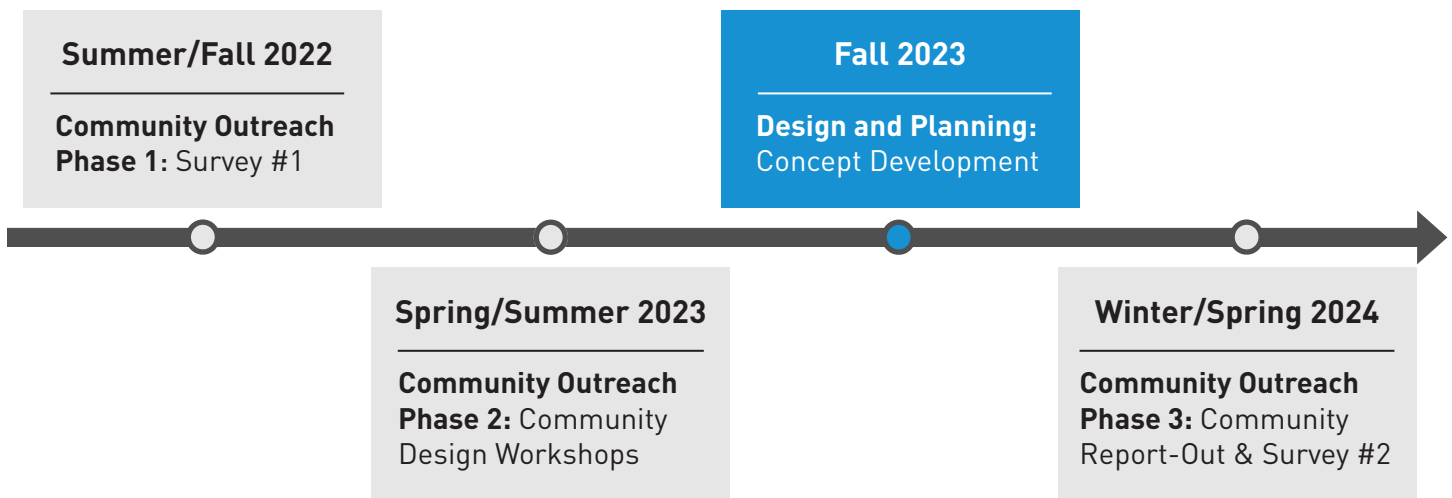 Summer/Fall 2022
Community Outreach
Phase 1: Survey #1
Spring/Summer 2023
Community Outreach
Phase 2: Community
Design Workshops
Fall 2023
Design and Planning:
Concept Development
Winter/Spring 2024
Community Outreach
Phase 3: Community
Report-Out & Survey #2